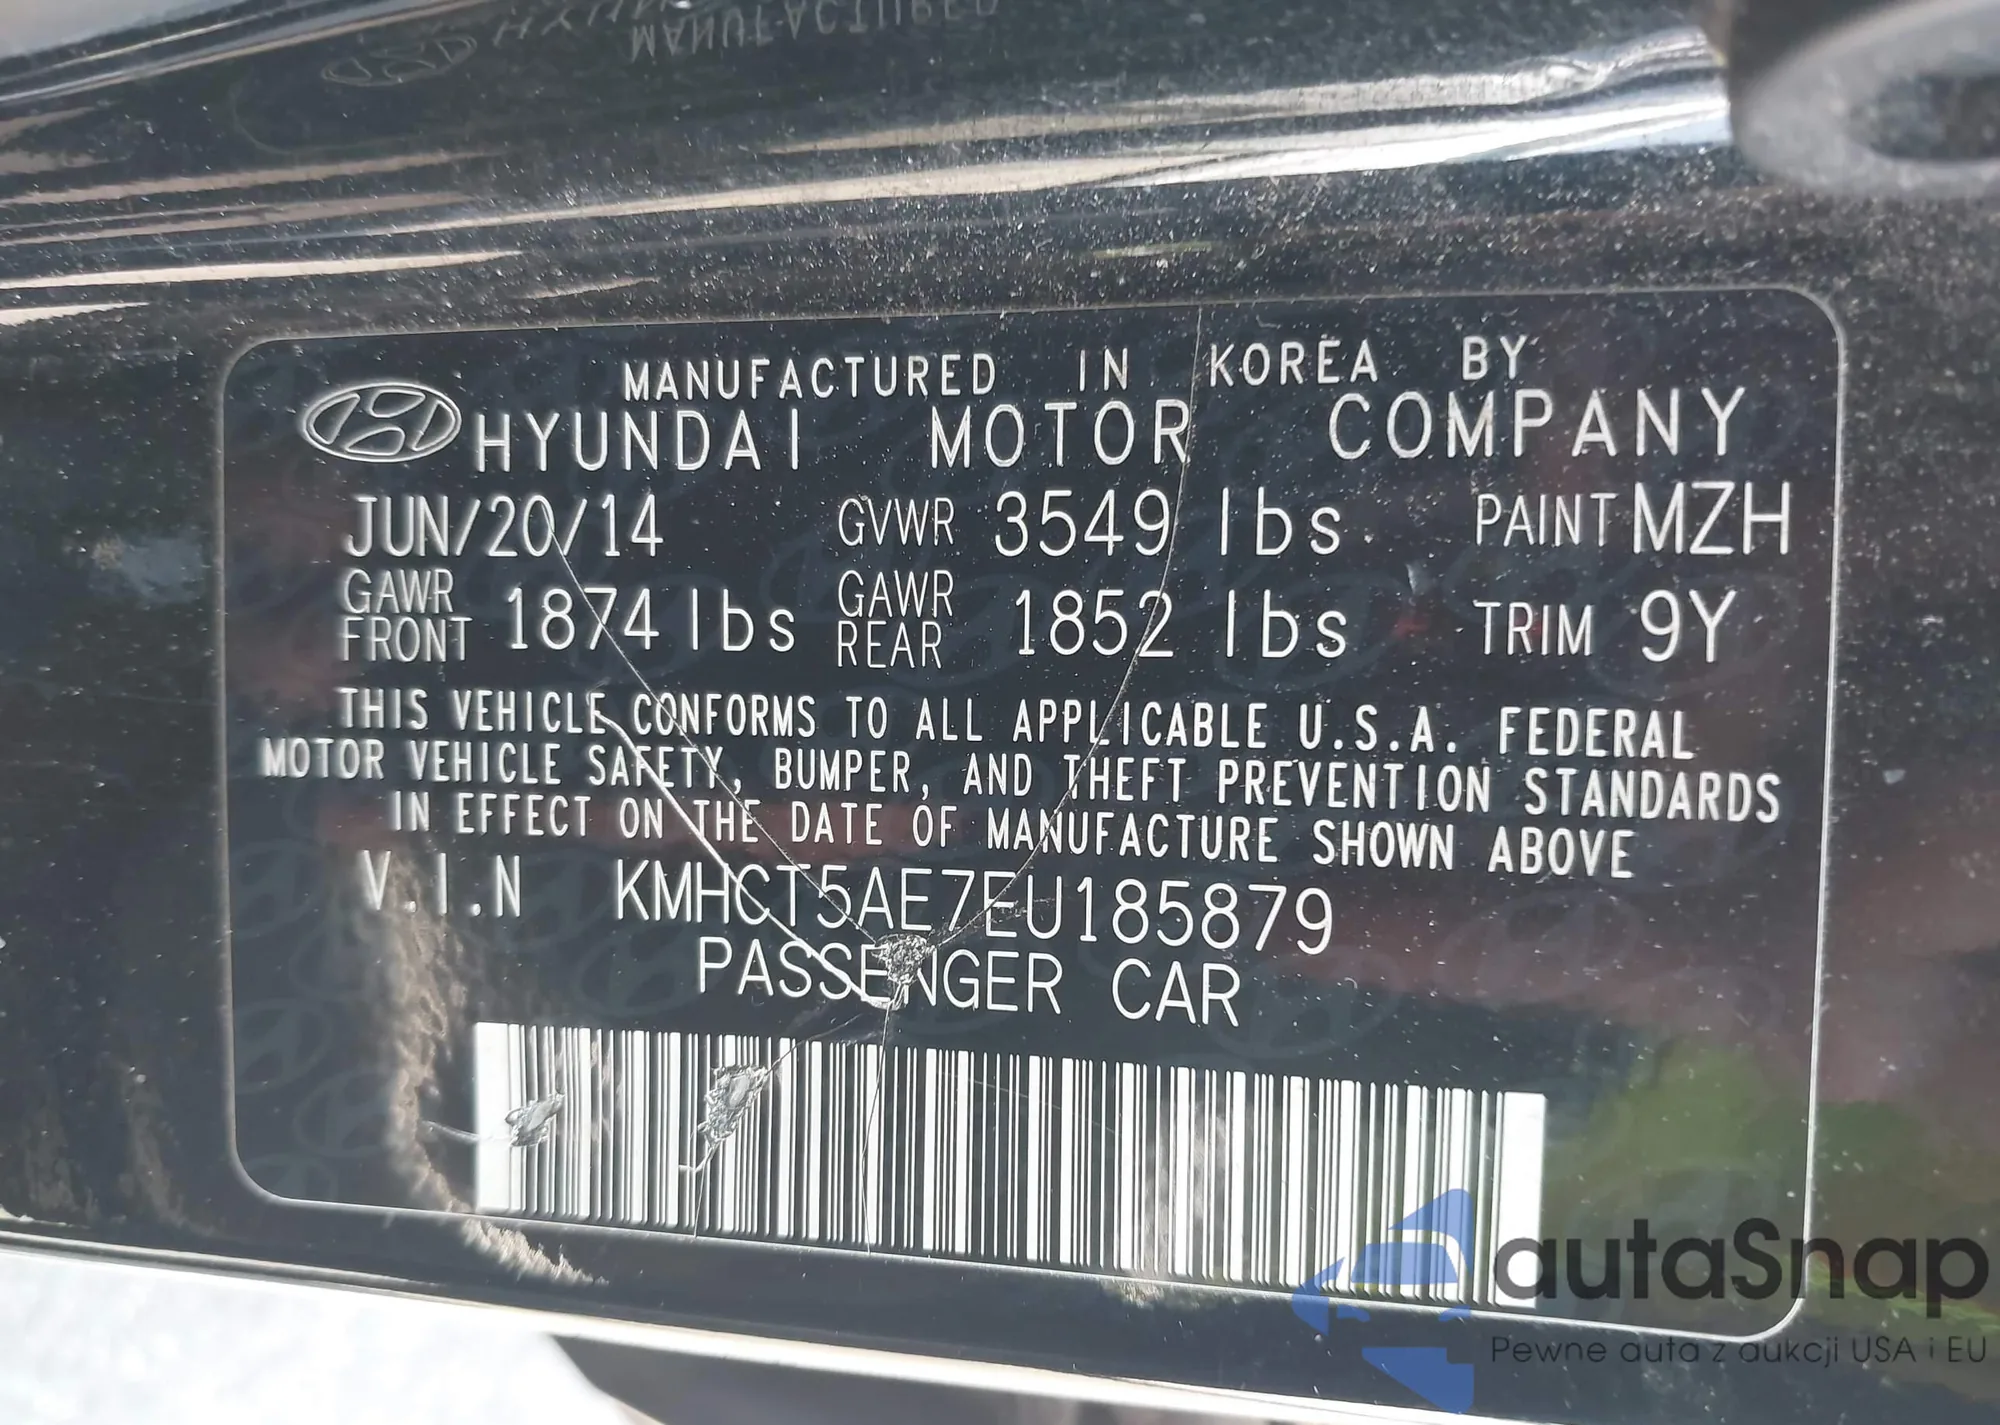 MANUFACTURED IN KOREA BY
HYUNDAI MOTOR COMPANY
JUN/20/14 GVWR 3549 lbs PAINT MZH
GAWR FRONT 1874 lbs GAWR REAR 1852 lbs TRIM 9Y
THIS VEHICLE CONFORMS TO ALL APPLICABLE U.S.A. FEDERAL
MOTOR VEHICLE SAFETY, BUMPER, AND THEFT PREVENTION STANDARDS
IN EFFECT ON THE DATE OF MANUFACTURE SHOWN ABOVE
V.I.N KMHCT5AE7EU185879
PASSENGER CAR
autaSnap
Pewne auta z aukcji USA i EU